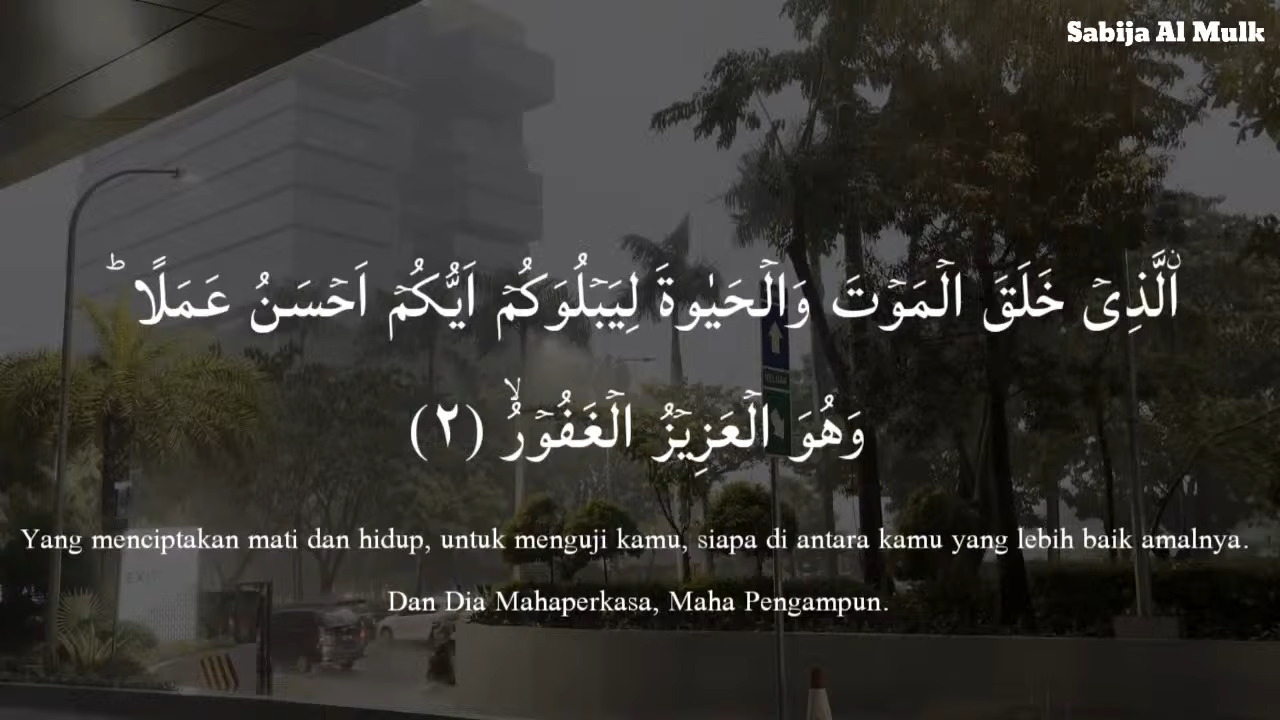 Sabija Al Mulk
ۨالَّذِيْ خَلَقَ الْمَوْتَ وَالْحَيٰوةَ لِيَبْلُوَكُمْ اَيُّكُمْ اَحْسَنُ عَمَلًاۗ
وَهُوَ الْعَزِيْزُ الْغَفُوْرُۙ (٢)
Yang menciptakan mati dan hidup, untuk menguji kamu, siapa di antara kamu yang lebih baik amalnya.
Dan Dia Mahaperkasa, Maha Pengampun.
EXIT